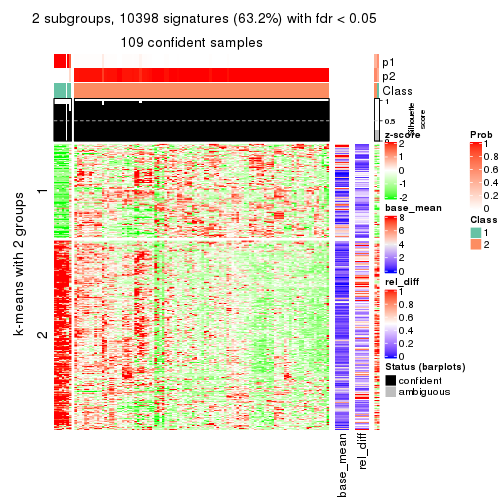 2 subgroups, 10398 signatures (63.2%) with fdr < 0.05
109 confident samples
p1
p2
Class
1
0.5
0
Silhouette
score
k-means with 2 groups
1
2
base_mean
rel_diff
z-score
2
1
0
-1
-2
base_mean
8
6
4
2
0
rel_diff
1
0.8
0.6
0.4
0.2
0
Status (barplots)
confident
ambiguous
Prob
1
0.8
0.6
0.4
0.2
0
Class
1
2